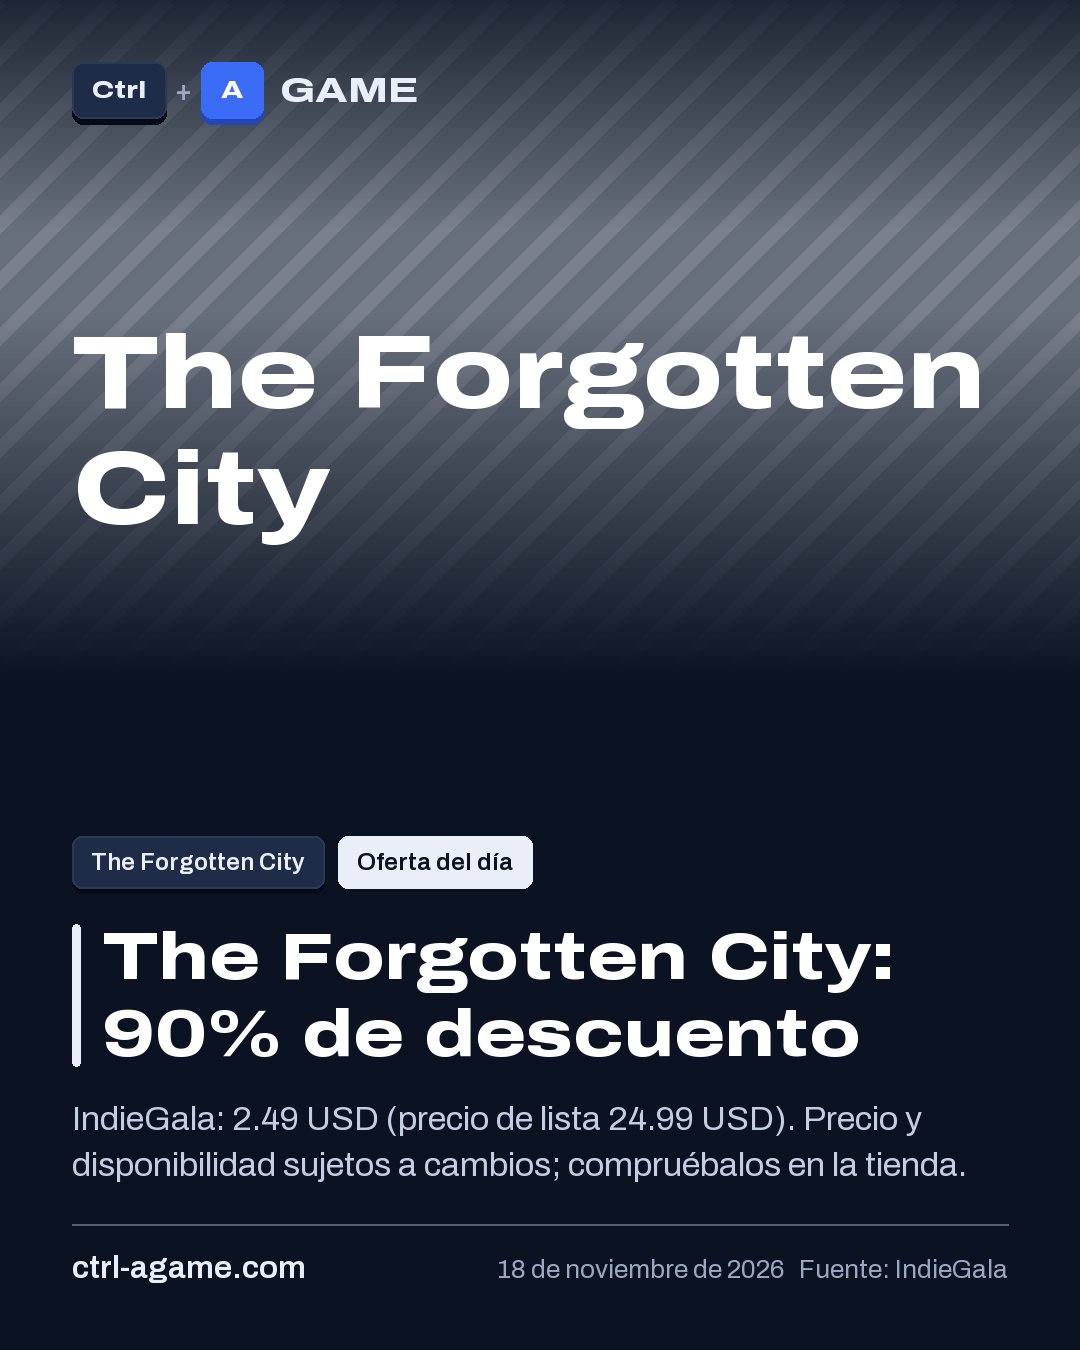 Ctrl + A GAME
The Forgotten
City
The Forgotten City Oferta del día
The Forgotten City:
90% de descuento
IndieGala: 2.49 USD (precio de lista 24.99 USD). Precio y
disponibilidad sujetos a cambios; compruébalos en la tienda.
ctrl-agame.com 18 de noviembre de 2026 Fuente: IndieGala